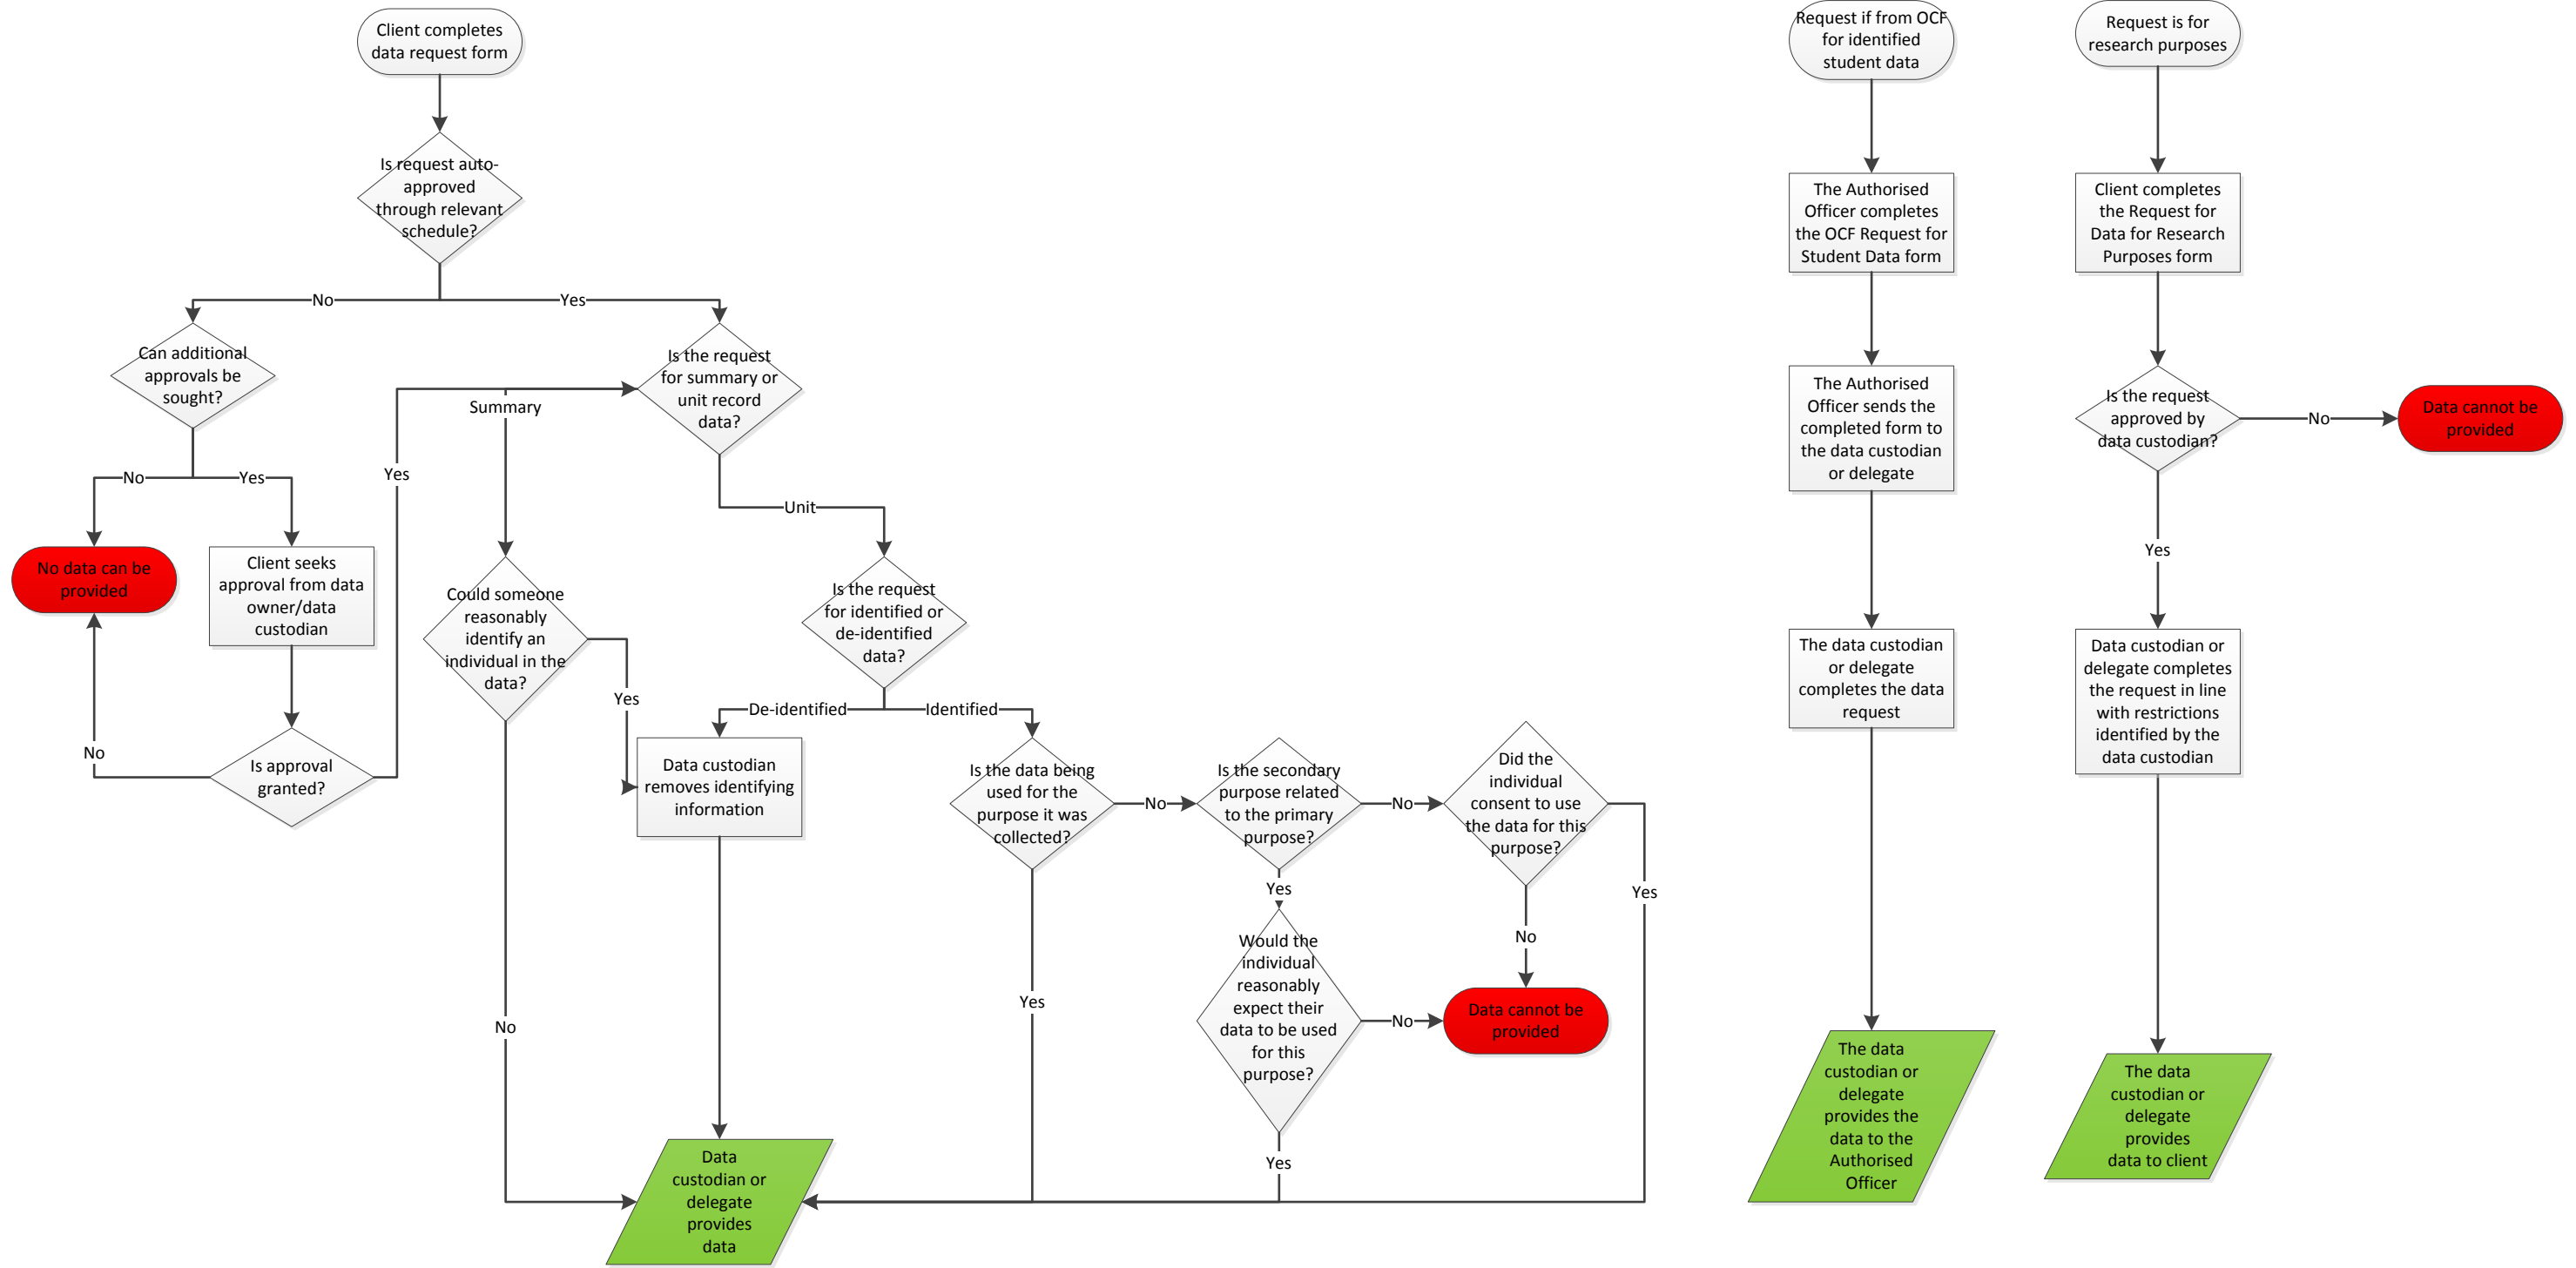 Client completes
data request form
Is request auto-
approved
through relevant
schedule?
No
Yes
Can additional
approvals be
sought?
Is the request
for summary or
unit record
data?
Summary
Yes
No
Yes
Unit
No data can be
provided
Client seeks
approval from data
owner/data
custodian
Could someone
reasonably
identify an
individual in the
data?
Is the request
for identified or
de-identified
data?
Yes
De-identified
Identified
No
Is approval
granted?
Data custodian
removes identifying
information
Is the data being
used for the
purpose it was
collected?
No
Is the secondary
purpose related
to the primary
purpose?
No
Did the
individual
consent to use
the data for this
purpose?
Yes
Yes
No
Would the
individual
reasonably
expect their
data to be used
for this
purpose?
No
Data cannot be
provided
Yes
No
Yes
Data
custodian or
delegate
provides
data
Request if from OCF
for identified
student data
The Authorised
Officer completes
the OCF Request for
Student Data form
The Authorised
Officer sends the
completed form to
the data custodian
or delegate
The data custodian
or delegate
completes the data
request
The data
custodian or
delegate
provides the
data to the
Authorised
Officer
Request is for
research purposes
Client completes
the Request for
Data for Research
Purposes form
Is the request
approved by
data custodian?
No
Data cannot be
provided
Yes
Data custodian or
delegate completes
the request in line
with restrictions
identified by the
data custodian
The data
custodian or
delegate
provides
data to client